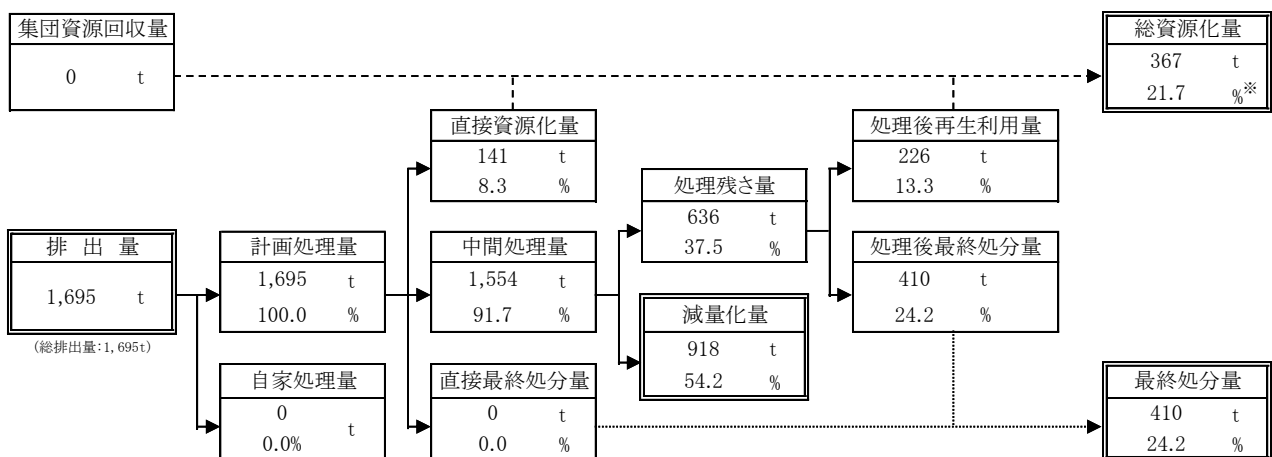 集団資源回収量
0 t
総資源化量
367 t
21.7 %※
直接資源化量
141 t
8.3 %
処理後再生利用量
226 t
13.3 %
処理残さ量
636 t
37.5 %
排出量
1,695 t
(総排出量:1,695t)
計画処理量
1,695 t
100.0 %
中間処理量
1,554 t
91.7 %
処理後最終処分量
410 t
24.2 %
減量化量
918 t
54.2 %
自家処理量
0 t
0.0%
直接最終処分量
0 t
0.0 %
最終処分量
410 t
24.2 %